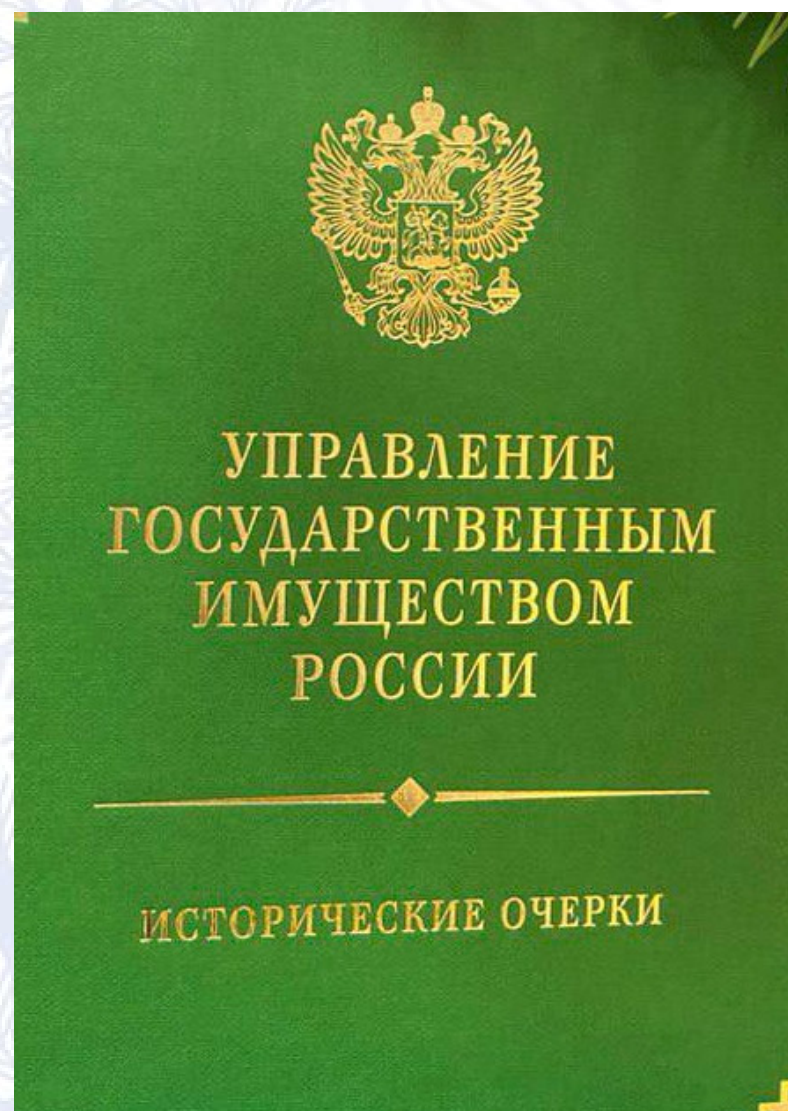 УПРАВЛЕНИЕ
ГОСУДАРСТВЕННЫМ
ИМУЩЕСТВОМ
РОССИИ
ИСТОРИЧЕСКИЕ ОЧЕРКИ